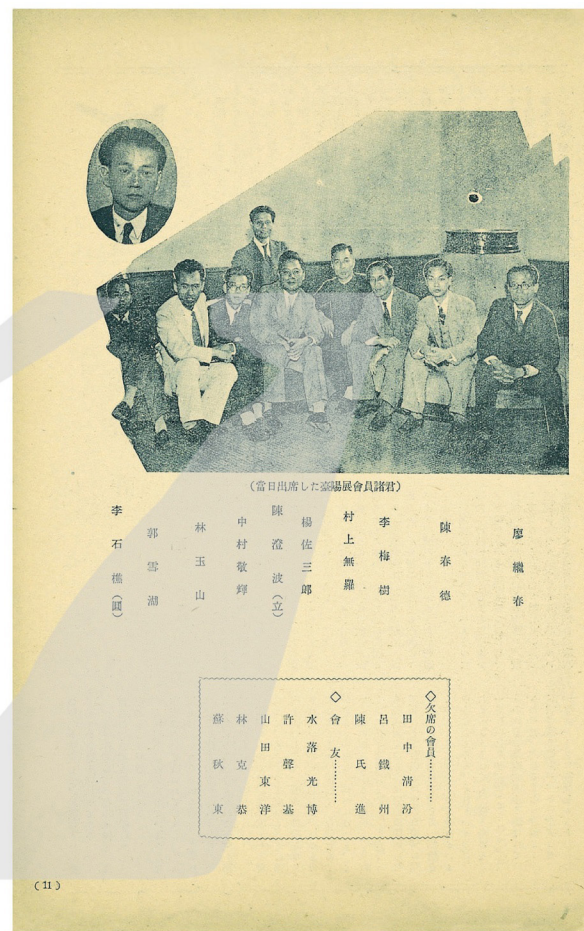 (當日出席した臺陽展會員諸君)
廖繼春
陳春德
李梅樹
村上無羅
楊佐三郎
陳澄波(立)
中村敬輝
林玉山
郭雪湖
李石樵(圓)
◇欠席の會員…………
田中清汾
呂鐵州
陳氏進
◇會友…………
水落光博
許聲基
山田東洋
林克恭
蘇秋東
(11)